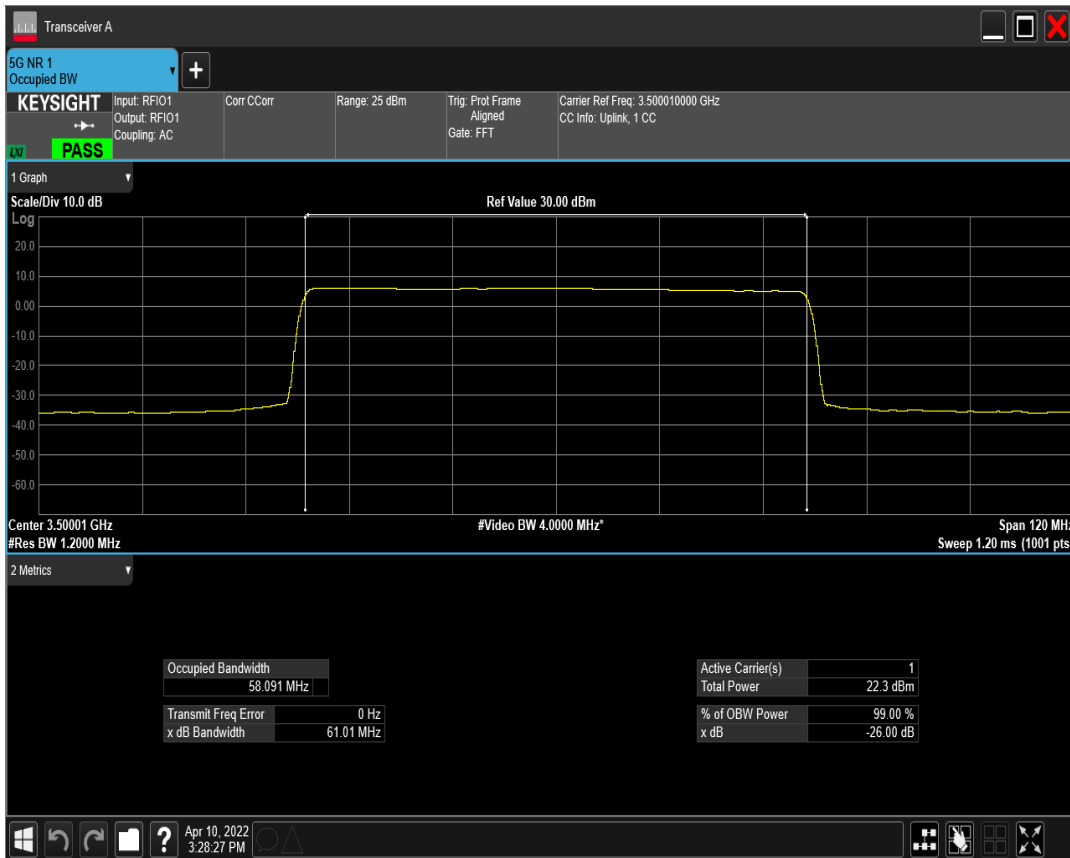 Transceiver A
5G NR 1
Occupied BW
KEYSIGHT
LXI
PASS
Input: RFIO1
Output: RFIO1
Coupling: AC
Corr CCorr
Range: 25 dBm
Trig: Prot Frame
Aligned
Gate: FFT
Carrier Ref Freq: 3.500010000 GHz
CC Info: Uplink, 1 CC
1 Graph
Scale/Div 10.0 dB
Ref Value 30.00 dBm
Log
20.0
10.0
0.00
-10.0
-20.0
-30.0
-40.0
-50.0
-60.0
Center 3.50001 GHz
#Video BW 4.0000 MHz*
Span 120 MHz
#Res BW 1.2000 MHz
Sweep 1.20 ms (1001 pts
2 Metrics
Occupied Bandwidth
58.091 MHz
Transmit Freq Error 0 Hz
x dB Bandwidth 61.01 MHz
Active Carrier(s) 1
Total Power 22.3 dBm
% of OBW Power 99.00 %
x dB -26.00 dB
?
Apr 10, 2022
3:28:27 PM